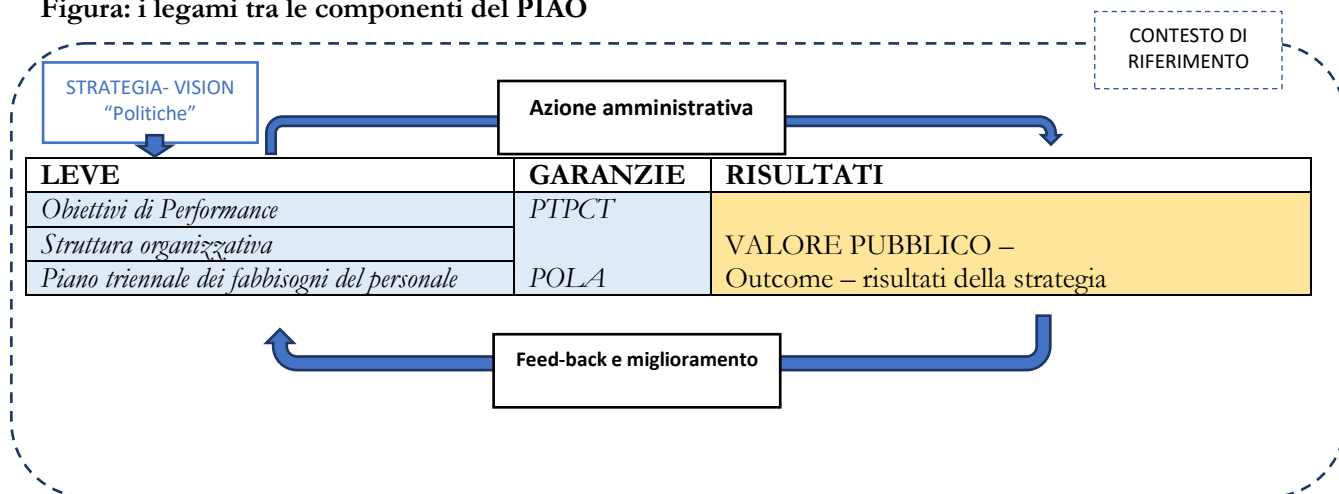 Figura: i legami tra le componenti del PIAO
CONTESTO DI
RIFERIMENTO
STRATEGIA- VISION
“Politiche”
Azione amministrativa
LEVE GARANZIE RISULTATI
Obiettivi di Performance PTPCT
Struttura organizzativa VALORE PUBBLICO –
Piano triennale dei fabbisogni del personale POLA Outcome – risultati della strategia
Feed-back e miglioramento